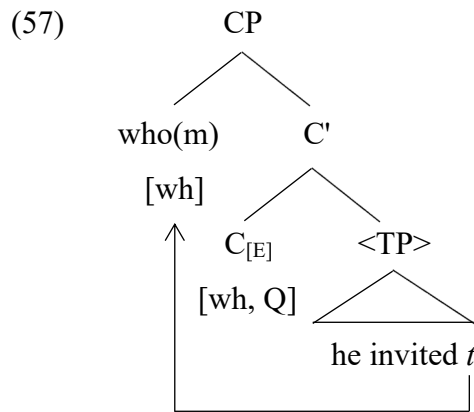 (57) CP
who(m) C'
[wh]
C[E] <TP>
[wh, Q]
he invited t